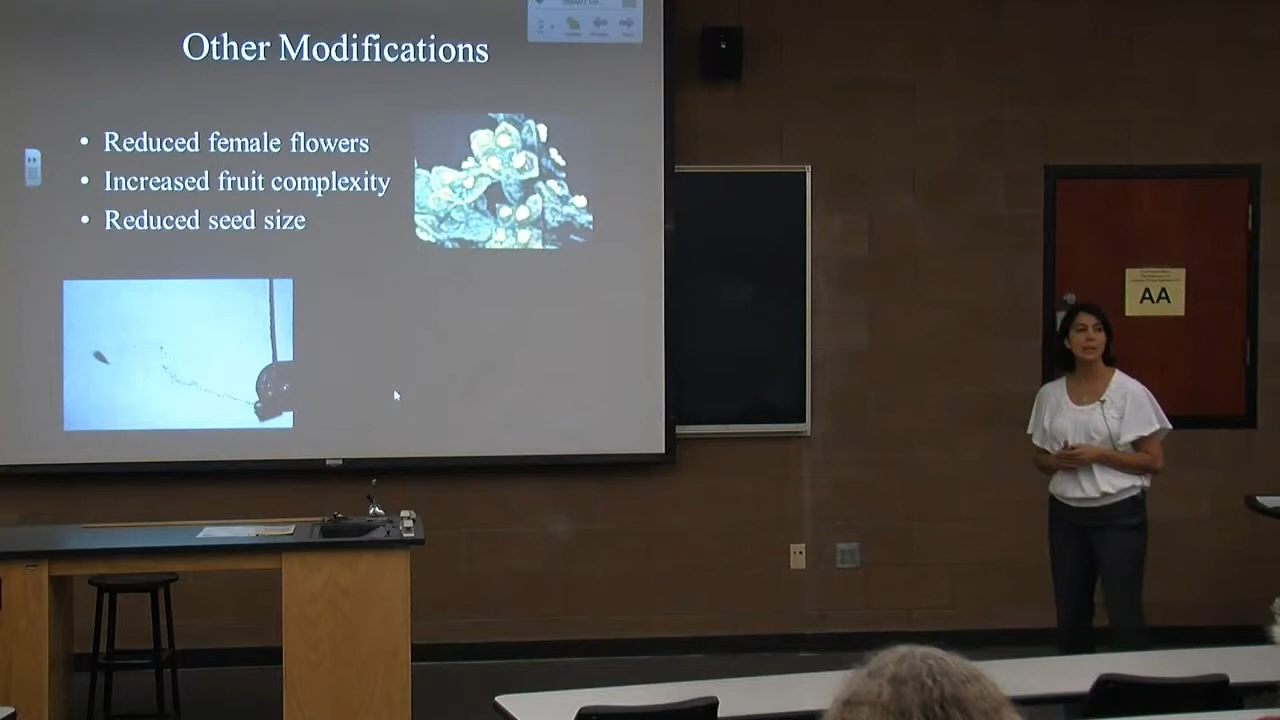 Other Modifications
• Reduced female flowers
• Increased fruit complexity
• Reduced seed size
AA